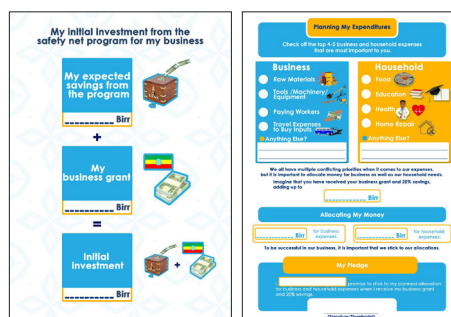 My initial investment from the
safety net program for my business
My expected
savings from
the program
__________ Birr
+
My
business grant
__________ Birr
=
Initial
Investment
__________ Birr
+
Planning My Expenditures
Check off the top 4-5 business and household expenses
that are most important to you.
Business
Raw Materials
Tools /Machinery/
Equipment
Paying Workers
Travel Expenses
to Buy Inputs
Anything Else?
Household
Food
Education
Health
Home Repair
Anything Else?
We all have multiple conflicting priorities when it comes to our expenses,
but it is important to allocate money for business as well as our household needs.
Imagine that you have received your business grant and 20% savings,
adding up to
__________ Birr
Allocating My Money
__________ Birr for business expenses.
__________ Birr for household expenses.
To be successful in our business, it is important that we stick to our allocations.
My Pledge
promise to stick to my planned allocation
for business and household expenses when I receive my business grant
and 20% savings.